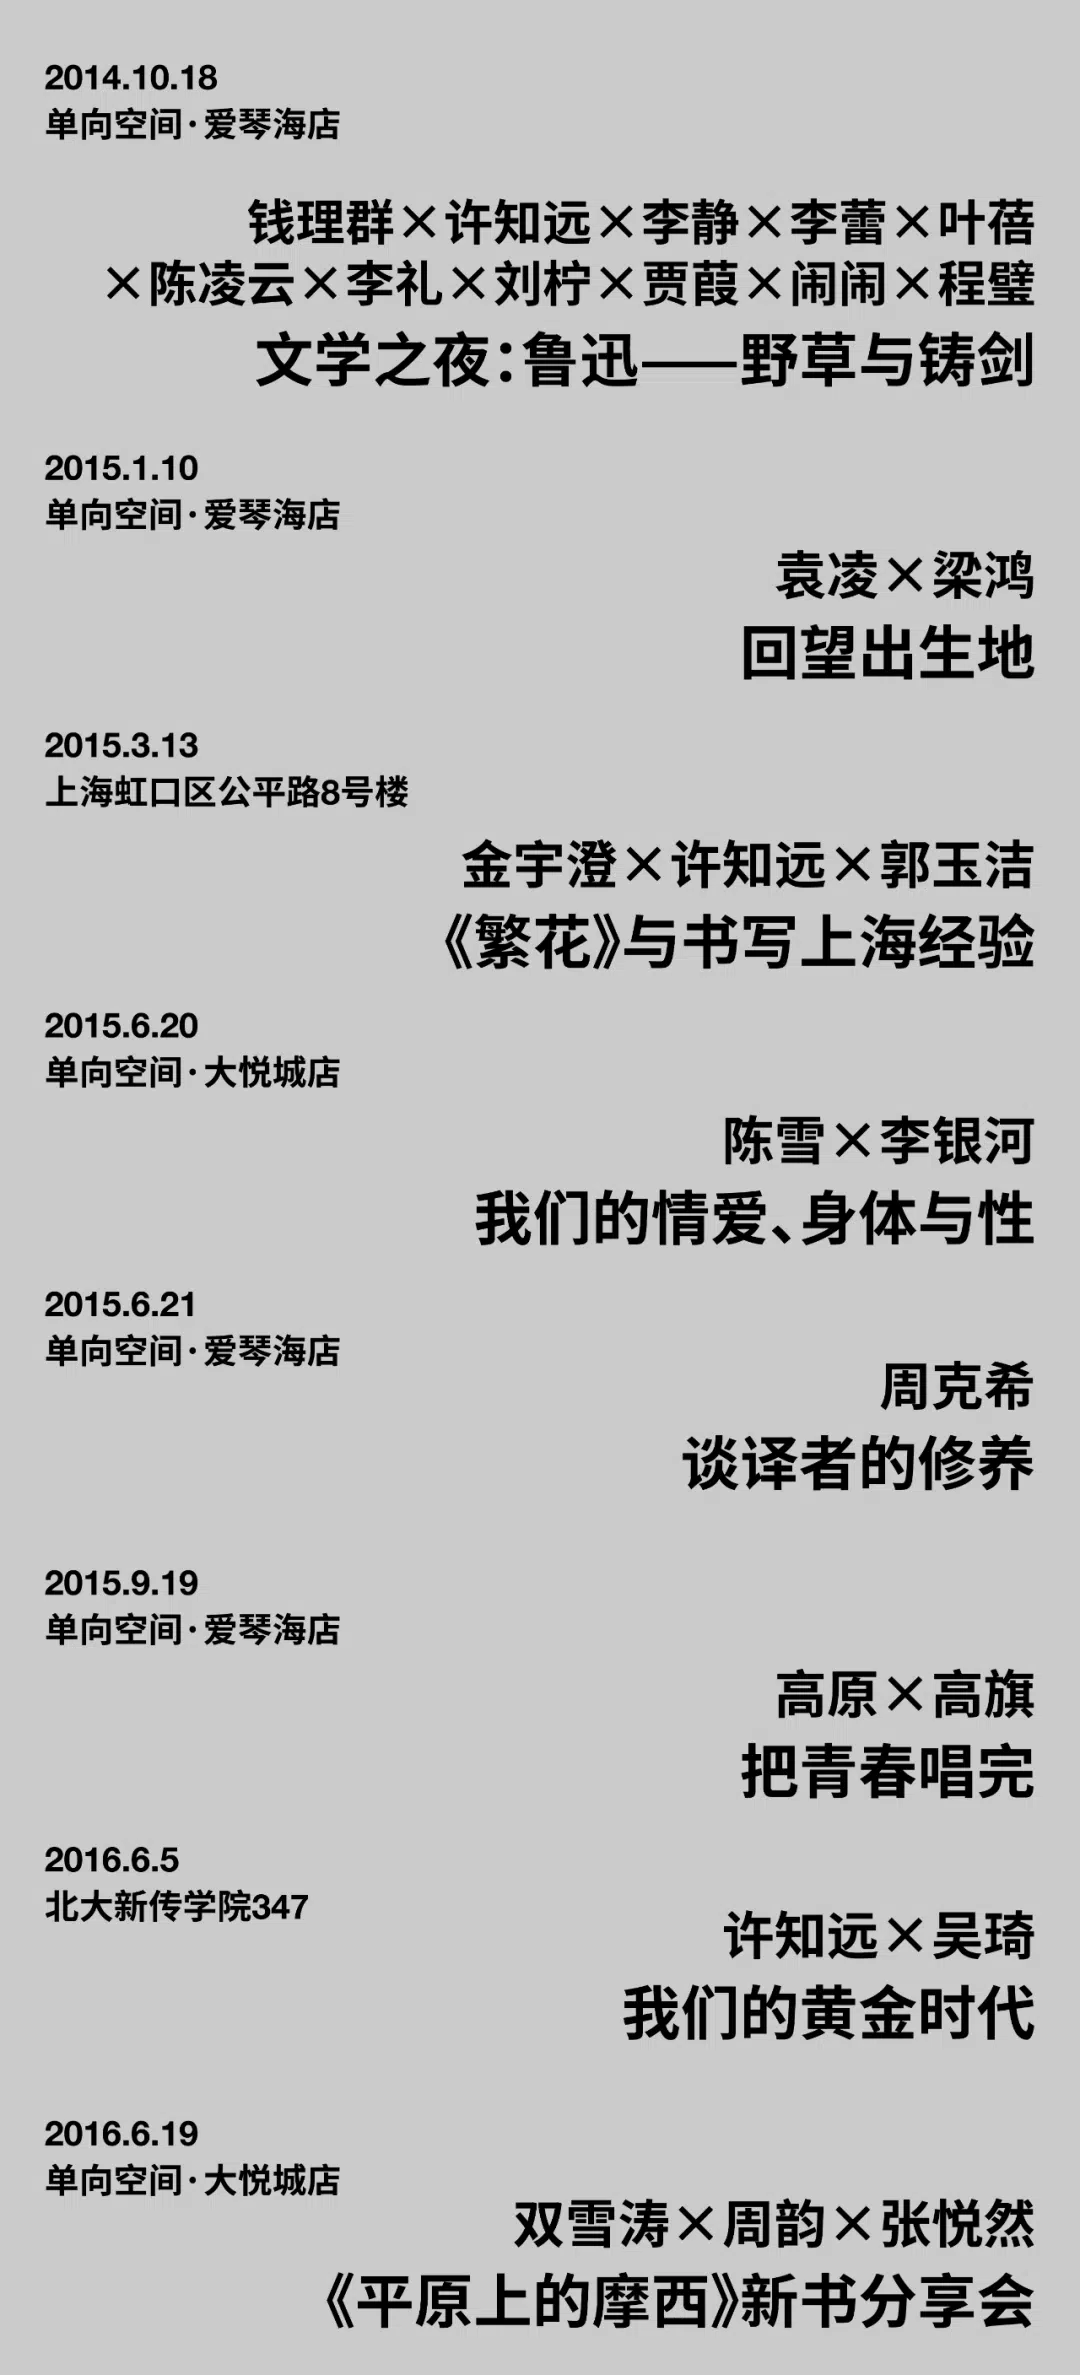 2014.10.18
单向空间·爱琴海店
钱理群×许知远×李静×李蕾×叶蓓
×陈凌云×李礼×刘柠×贾葭×闹闹×程璧
文学之夜：鲁迅——野草与铸剑
2015.1.10
单向空间·爱琴海店
袁凌×梁鸿
回望出生地
2015.3.13
上海虹口区公平路8号楼
金宇澄×许知远×郭玉洁
《繁花》与书写上海经验
2015.6.20
单向空间·大悦城店
陈雪×李银河
我们的情爱、身体与性
2015.6.21
单向空间·爱琴海店
周克希
谈译者的修养
2015.9.19
单向空间·爱琴海店
高原×高旗
把青春唱完
2016.6.5
北大新传学院347
许知远×吴琦
我们的黄金时代
2016.6.19
单向空间·大悦城店
双雪涛×周韵×张悦然
《平原上的摩西》新书分享会